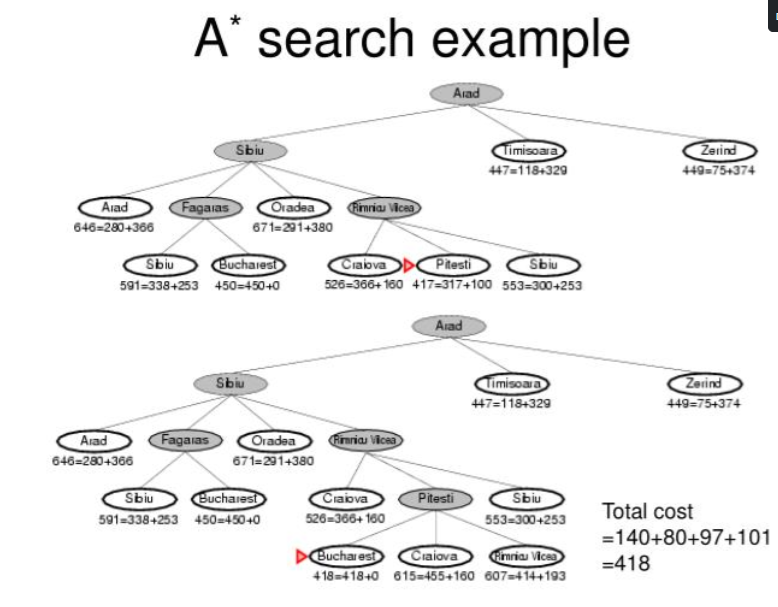 A* search example
Arad
Sibiu Timisoara Zerind
447=118+329 449=75+374
Arad Fagaras Oradea Rimnicu Vilcea
646=280+366 671=291+380
Sibiu Bucharest Craiova Pitesti Sibiu
591=338+253 450=450+0 526=366+160 417=317+100 553=300+253
Arad
Sibiu Timisoara Zerind
447=118+329 449=75+374
Arad Fagaras Oradea Rimnicu Vilcea
646=280+366 671=291+380
Sibiu Bucharest Craiova Pitesti Sibiu
591=338+253 450=450+0 526=366+160 553=300+253
Bucharest Craiova Rimnicu Vilcea
418=418+0 615=455+160 607=414+193
Total cost
=140+80+97+101
=418